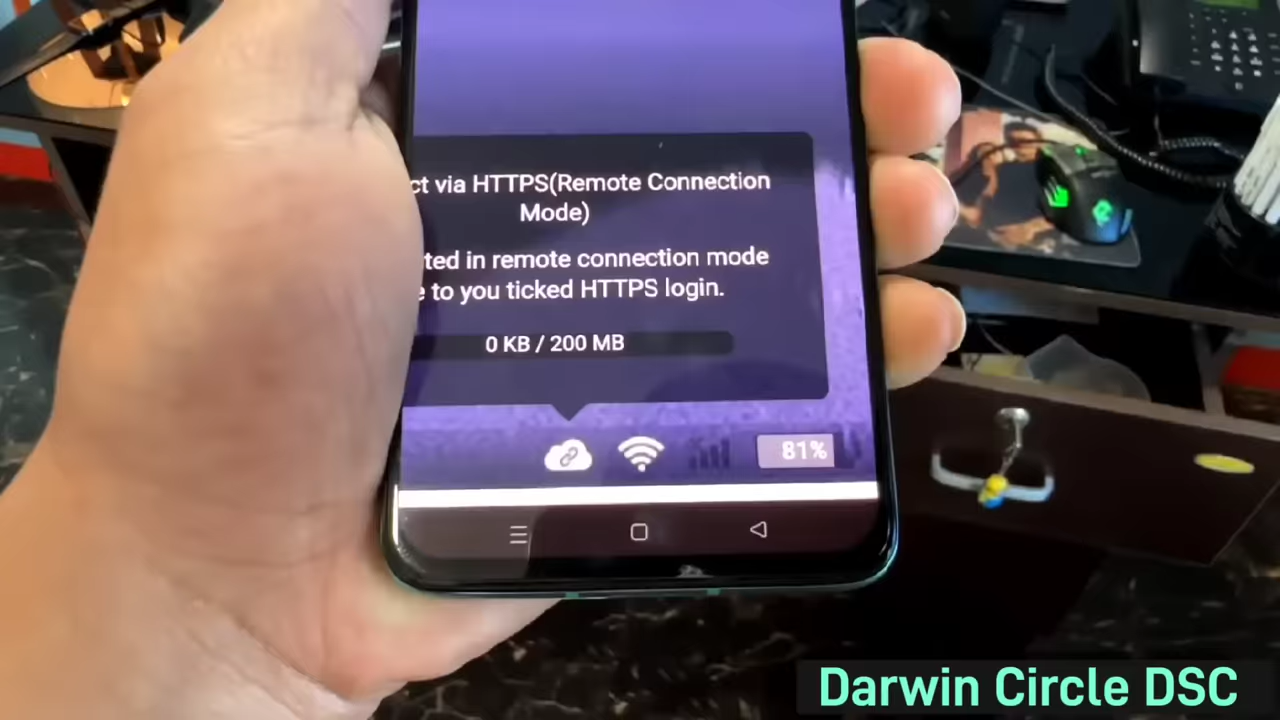 ct via HTTPS(Remote Connection
Mode)
ted in remote connection mode
e to you ticked HTTPS login.
0 KB / 200 MB
81%
Darwin Circle DSC